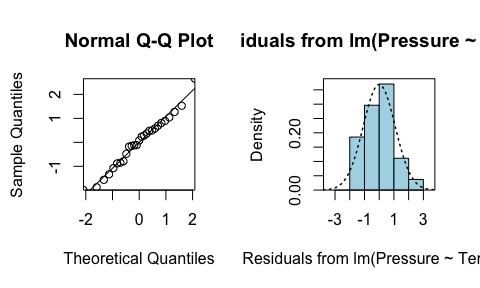 Normal Q-Q Plot
iduals from lm(Pressure ~
Sample Quantiles
2
1
-1
-2
0
1
2
Theoretical Quantiles
Density
0.20
0.00
-3
-1
1
3
Residuals from lm(Pressure ~ Ter